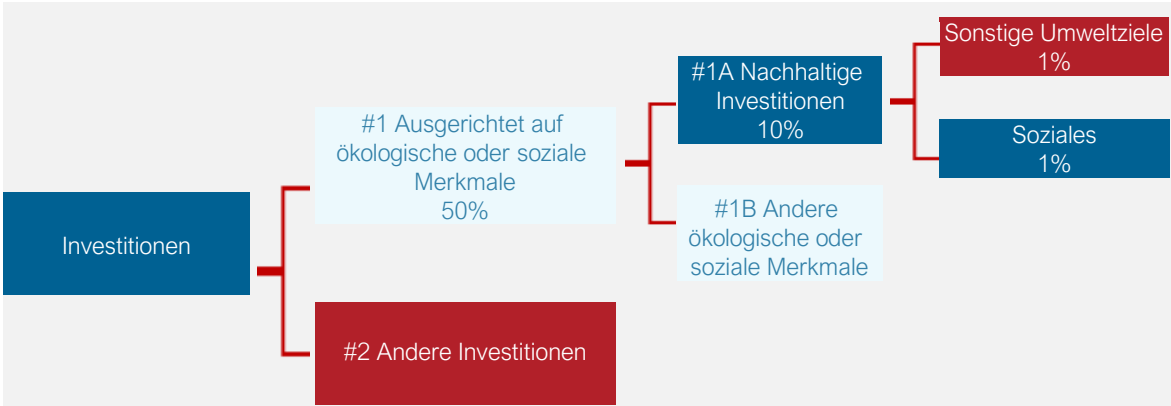 Investitionen
#1 Ausgerichtet auf
ökologische oder soziale
Merkmale
50%
#2 Andere Investitionen
#1A Nachhaltige
Investitionen
10%
#1B Andere
ökologische oder
soziale Merkmale
Sonstige Umweltziele
1%
Soziales
1%